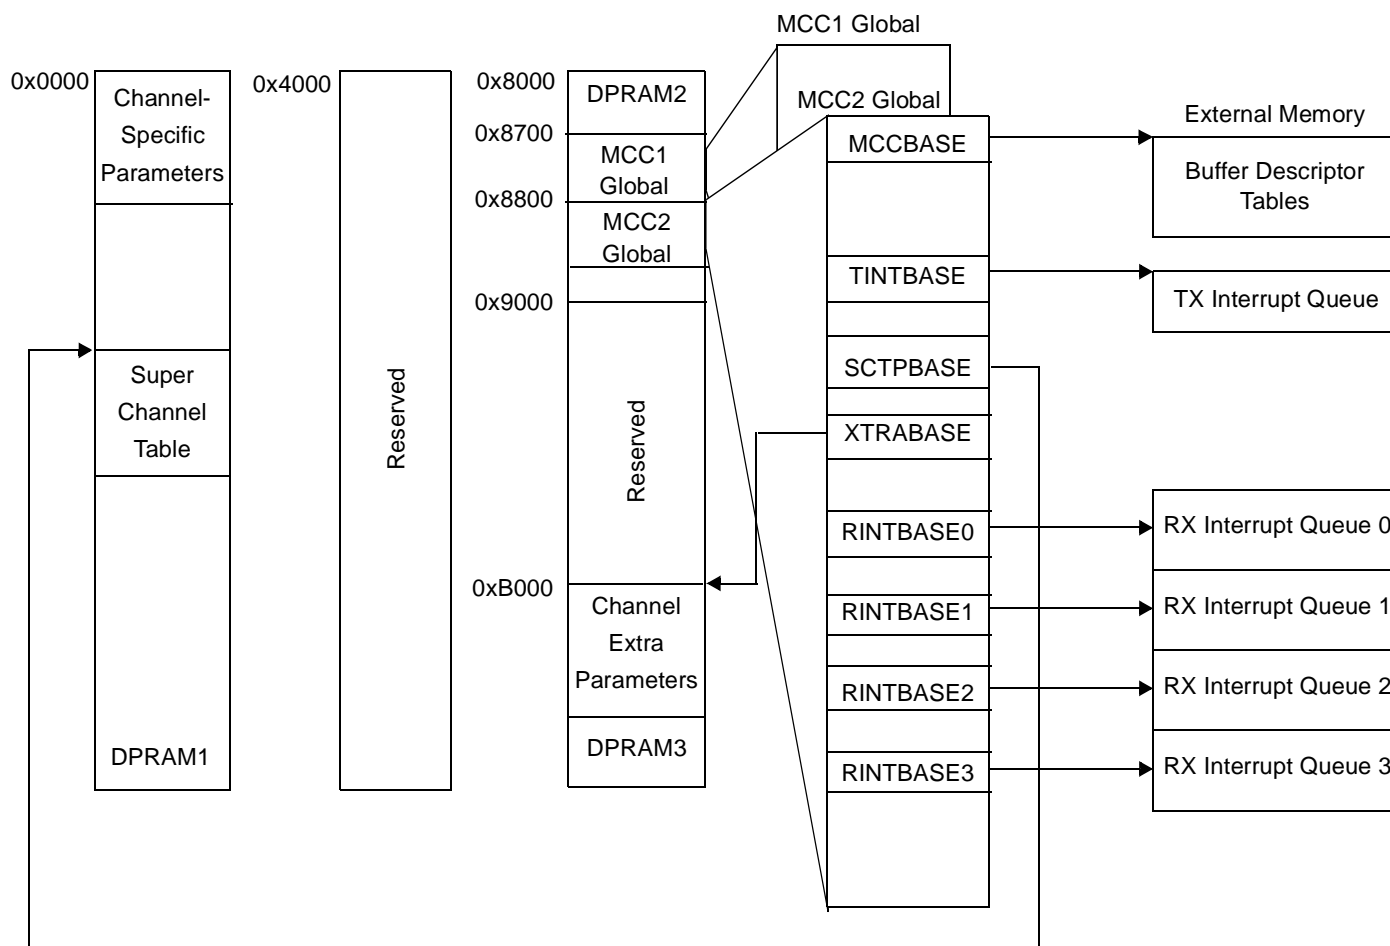 MCC1 Global
0x0000
Channel-
Specific
Parameters
Super
Channel
Table
DPRAM1
0x4000
Reserved
0x8000
DPRAM2
0x8700
MCC1
Global
0x8800
MCC2
Global
0x9000
Reserved
0xB000
Channel
Extra
Parameters
DPRAM3
MCC2 Global
MCCBASE
TINTBASE
SCTPBASE
XTRABASE
RINTBASE0
RINTBASE1
RINTBASE2
RINTBASE3
External Memory
Buffer Descriptor
Tables
TX Interrupt Queue
RX Interrupt Queue 0
RX Interrupt Queue 1
RX Interrupt Queue 2
RX Interrupt Queue 3